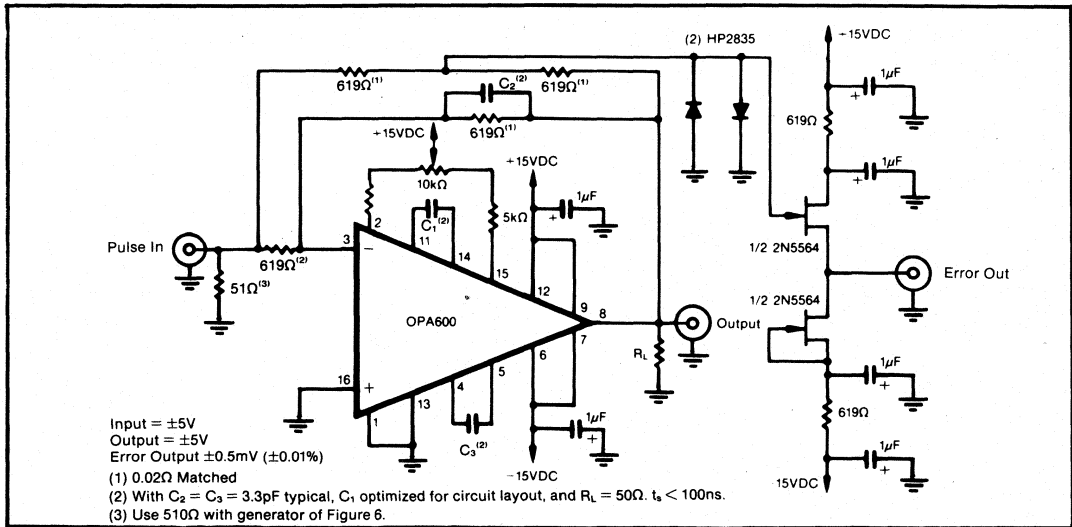 (2) HP2835
+15VDC
1µF
619Ω(1)
619Ω(1)
C2(2)
619Ω(1)
619Ω
1µF
+15VDC
+15VDC
10kΩ
1µF
5kΩ
C1(2)
2
11
14
15
3
−
Pulse In
619Ω(2)
51Ω(3)
12
9
8
7
OPA600
Output
RL
1/2 2N5564
Error Out
1/2 2N5564
6
5
4
16
+
13
1
C3(2)
1µF
−15VDC
1µF
619Ω
1µF
-15VDC
Input = ±5V
Output = ±5V
Error Output ±0.5mV (±0.01%)
(1) 0.02Ω Matched
(2) With C2 = C3 = 3.3pF typical, C1 optimized for circuit layout, and RL = 50Ω. ts < 100ns.
(3) Use 510Ω with generator of Figure 6.